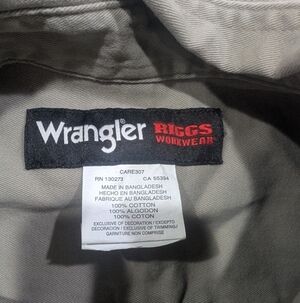 Wrangler RIGGS
WORKWEAR
CARE307
RN 130273 CA 55394
MADE IN BANGLADESH
HECHO EN BANGLADESH
FABRIQUE AU BANGLADESH
100% COTTON
100% ALGODON
100% COTON
EXCLUSIVE OF DECORATION / EXCEPTO
DECORACION / EXCLUSIVE OF TRIMMING /
GARNITURE NON COMPRISE